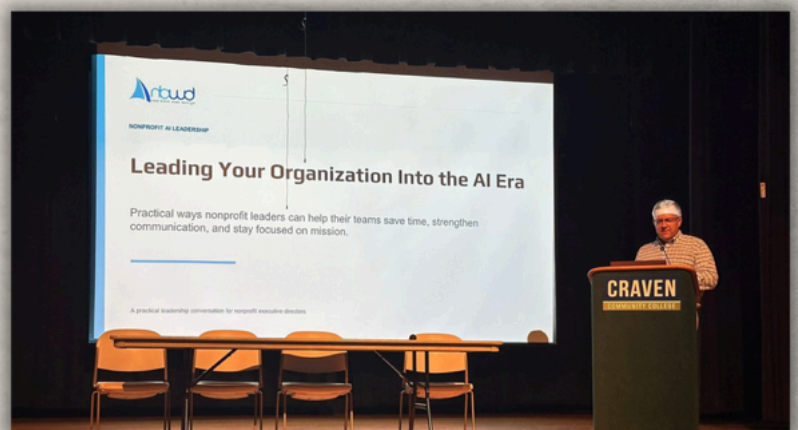 nbwd
NONPROFIT AI LEADERSHIP
Leading Your Organization Into the AI Era
Practical ways nonprofit leaders can help their teams save time, strengthen
communication, and stay focused on mission.
A practical leadership conversation for nonprofit executive directors
CRAVEN
COMMUNITY COLLEGE